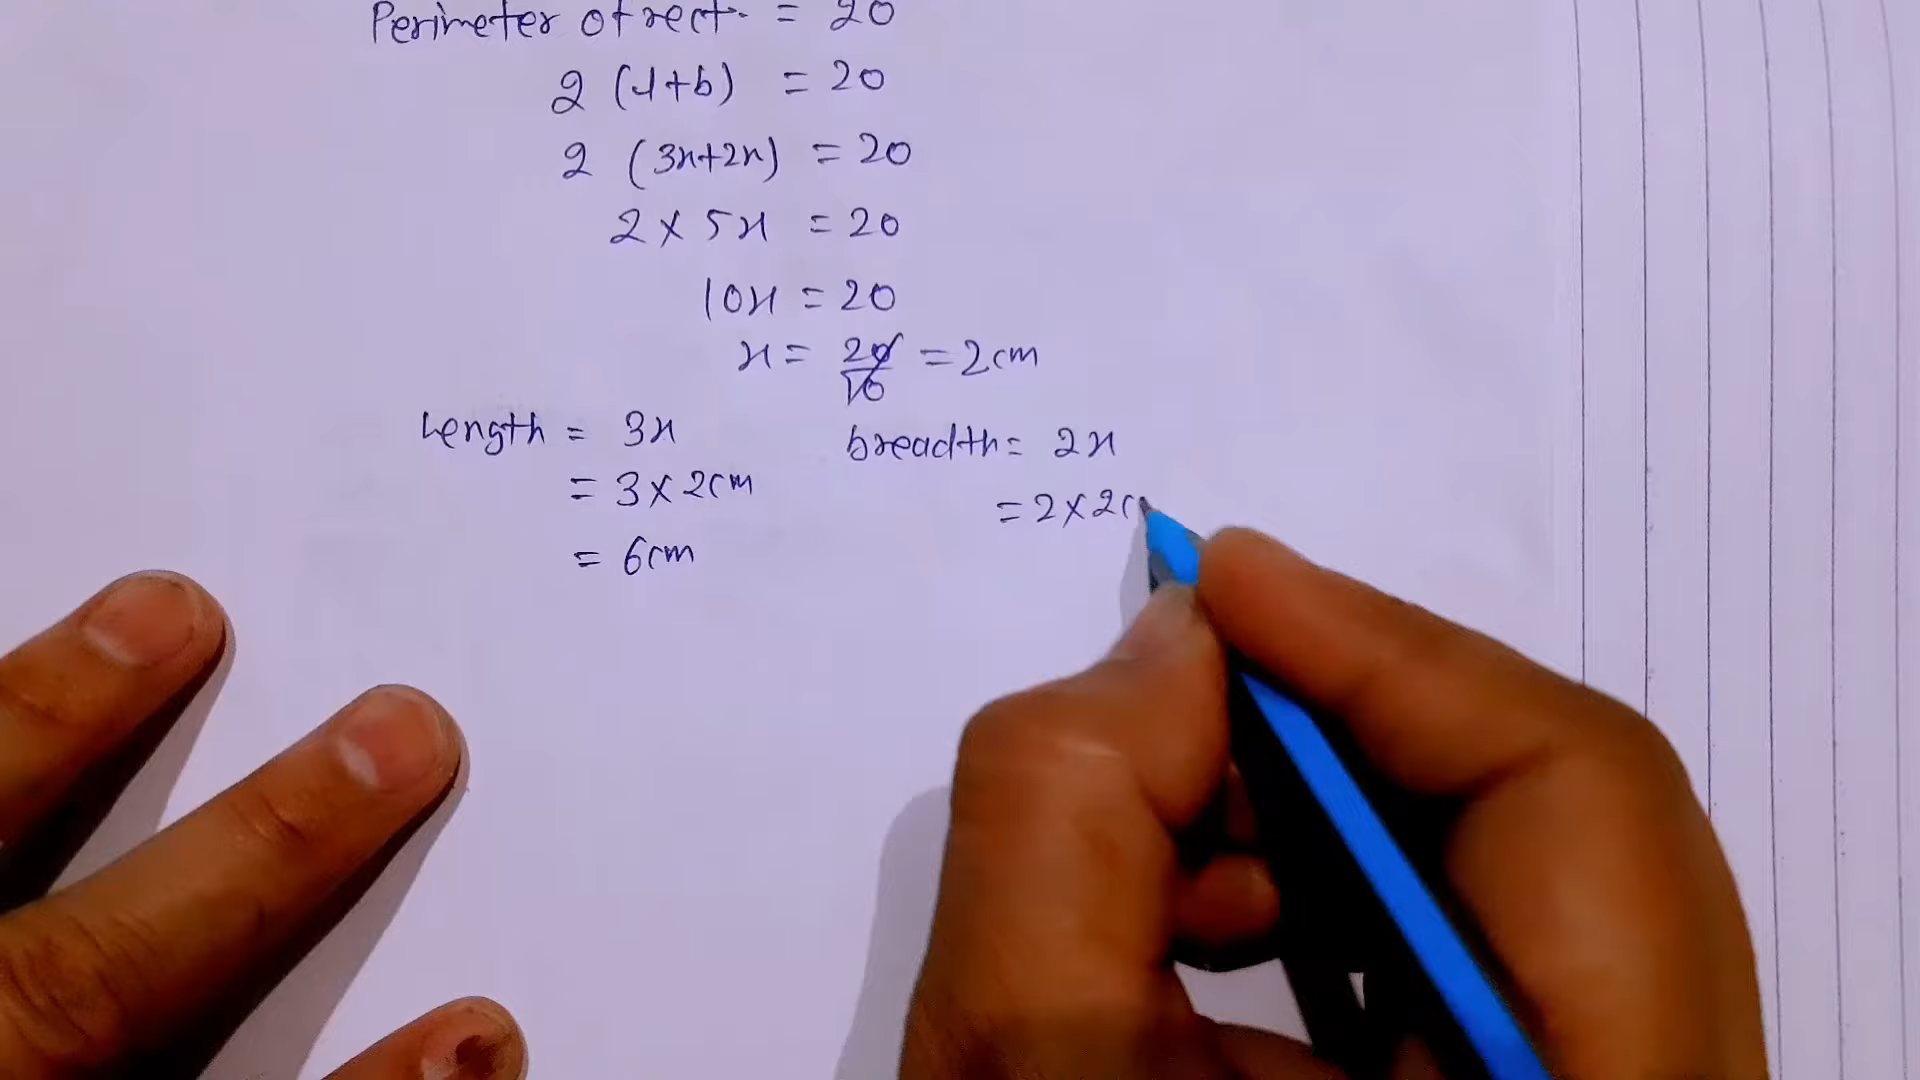 Perimeter of rect. = 20
2 (l+b) = 20
2 (3x+2x) = 20
2 × 5x = 20
10x = 20
x = 20/10 = 2cm
Length = 3x
= 3 × 2cm
= 6cm
breadth = 2x
= 2 × 2c